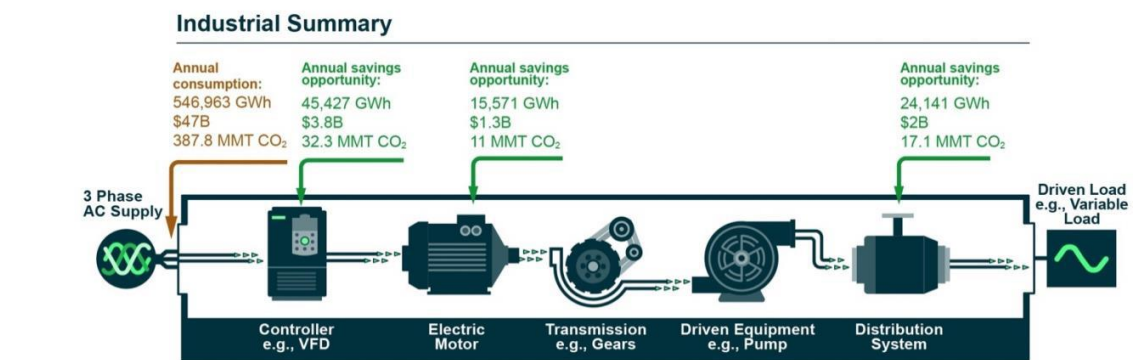 Industrial Summary
Annual
consumption:
546,963 GWh
$47B
387.8 MMT CO₂
Annual savings
opportunity:
45,427 GWh
$3.8B
32.3 MMT CO₂
Annual savings
opportunity:
15,571 GWh
$1.3B
11 MMT CO₂
Annual savings
opportunity:
24,141 GWh
$2B
17.1 MMT CO₂
3 Phase
AC Supply
Driven Load
e.g., Variable
Load
Controller
e.g., VFD
Electric
Motor
Transmission
e.g., Gears
Driven Equipment
e.g., Pump
Distribution
System